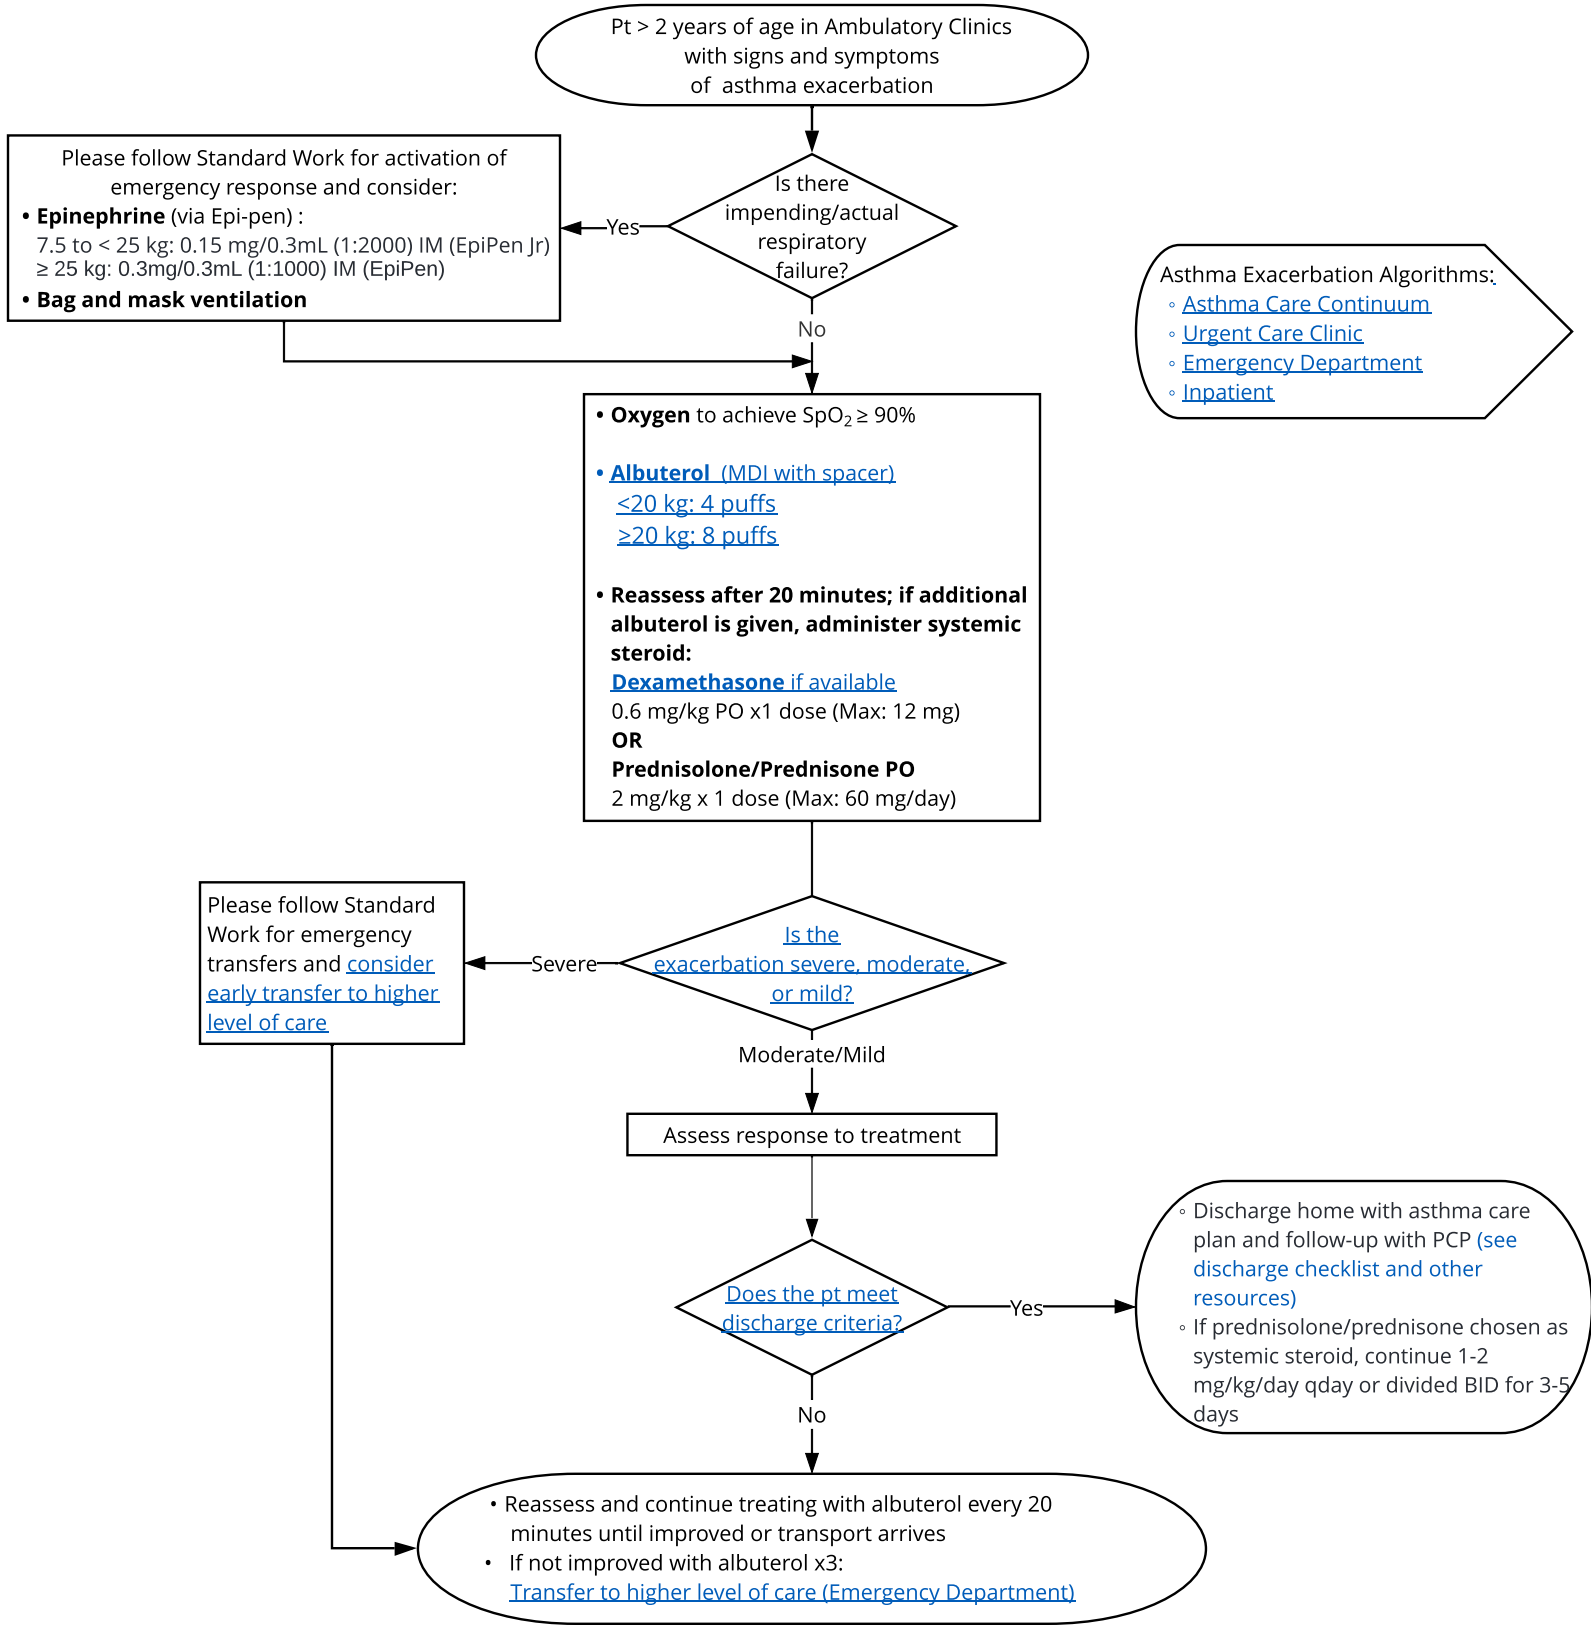 Pt > 2 years of age in Ambulatory Clinics
with signs and symptoms
of  asthma exacerbation
Please follow Standard Work for activation of
emergency response and consider:
• Epinephrine (via Epi-pen) :
7.5 to < 25 kg: 0.15 mg/0.3mL (1:2000) IM (EpiPen Jr)
≥ 25 kg: 0.3mg/0.3mL (1:1000) IM (EpiPen)
• Bag and mask ventilation
Yes
Is there
impending/actual
respiratory
failure?
No
Asthma Exacerbation Algorithms:
◦ Asthma Care Continuum
◦ Urgent Care Clinic
◦ Emergency Department
◦ Inpatient
• Oxygen to achieve SpO₂ ≥ 90%
• Albuterol  (MDI with spacer)
<20 kg: 4 puffs
≥20 kg: 8 puffs
• Reassess after 20 minutes; if additional
albuterol is given, administer systemic
steroid:
Dexamethasone if available
0.6 mg/kg PO x1 dose (Max: 12 mg)
OR
Prednisolone/Prednisone PO
2 mg/kg x 1 dose (Max: 60 mg/day)
Please follow Standard
Work for emergency
transfers and consider
early transfer to higher
level of care
Severe
Is the
exacerbation severe, moderate,
or mild?
Moderate/Mild
Assess response to treatment
Does the pt meet
discharge criteria?
Yes
◦ Discharge home with asthma care
plan and follow-up with PCP (see
discharge checklist and other
resources)
◦ If prednisolone/prednisone chosen as
systemic steroid, continue 1-2
mg/kg/day qday or divided BID for 3-5
days
No
• Reassess and continue treating with albuterol every 20
minutes until improved or transport arrives
• If not improved with albuterol x3:
Transfer to higher level of care (Emergency Department)